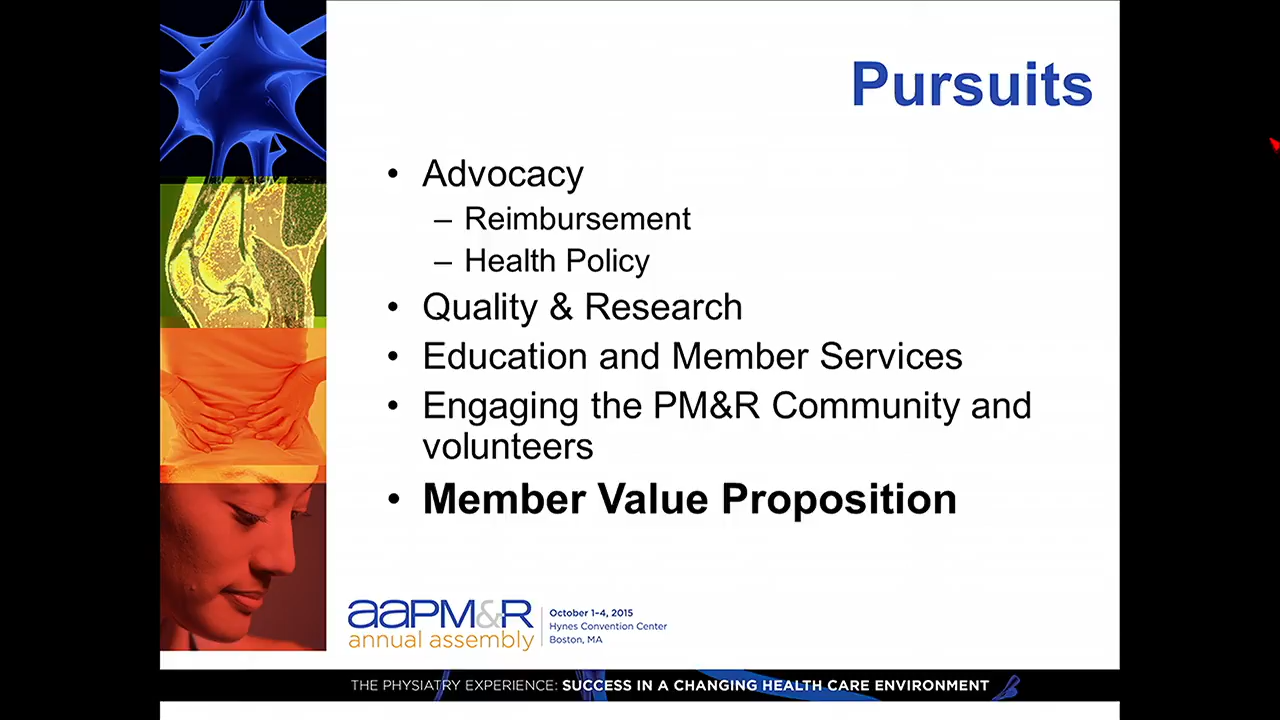 Pursuits
• Advocacy
– Reimbursement
– Health Policy
• Quality & Research
• Education and Member Services
• Engaging the PM&R Community and
volunteers
• Member Value Proposition
aaPM&R
annual assembly
October 1-4, 2015
Hynes Convention Center
Boston, MA
THE PHYSIATRY EXPERIENCE: SUCCESS IN A CHANGING HEALTH CARE ENVIRONMENT